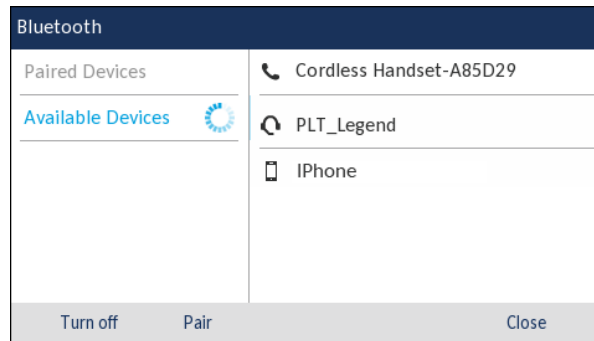 Bluetooth
Paired Devices
Available Devices
Cordless Handset-A85D29
PLT_Legend
IPhone
Turn off Pair Close